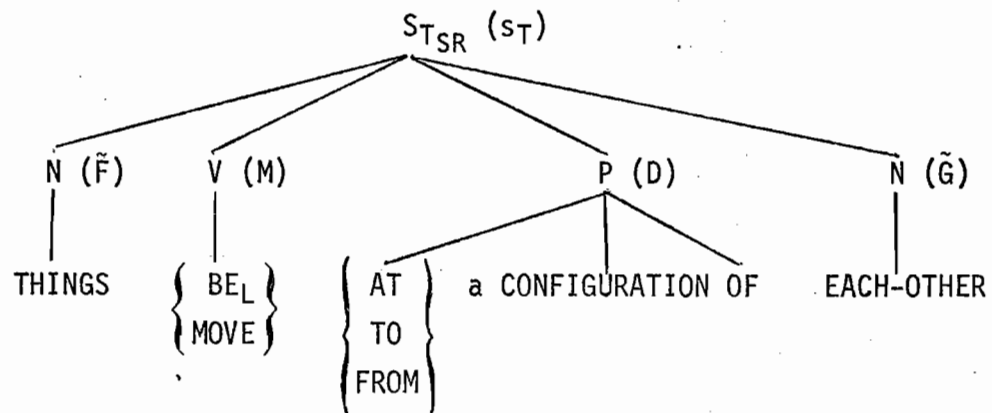 S_T_SR (s_T)
N (F̃) V (M) P (D) N (G̃)
THINGS { BE_L } { AT } a CONFIGURATION OF EACH-OTHER
{ MOVE } { TO }
{ FROM }